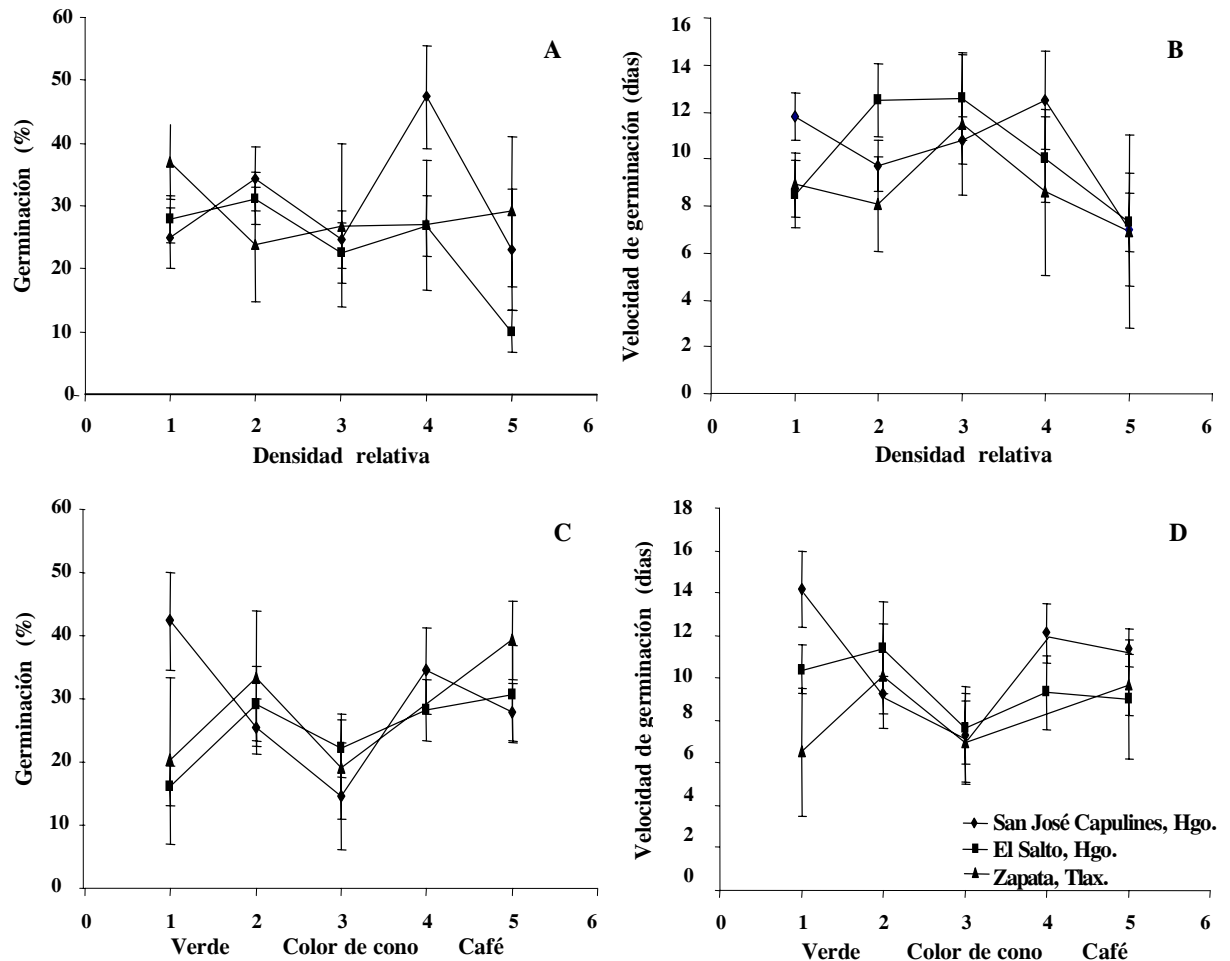 A
Germinación (%)
60
50
40
30
20
10
0
0 1 2 3 4 5 6
Densidad relativa
B
Velocidad de germinación (días)
16
14
12
10
8
6
4
2
0
0 1 2 3 4 5 6
Densidad relativa
C
Germinación (%)
60
50
40
30
20
10
0
0 1 2 3 4 5 6
Verde Color de cono Café
D
Velocidad de germinación (días)
18
16
14
12
10
8
6
4
2
0
San José Capulines, Hgo.
El Salto, Hgo.
Zapata, Tlax.
0 1 2 3 4 5 6
Verde Color de cono Café